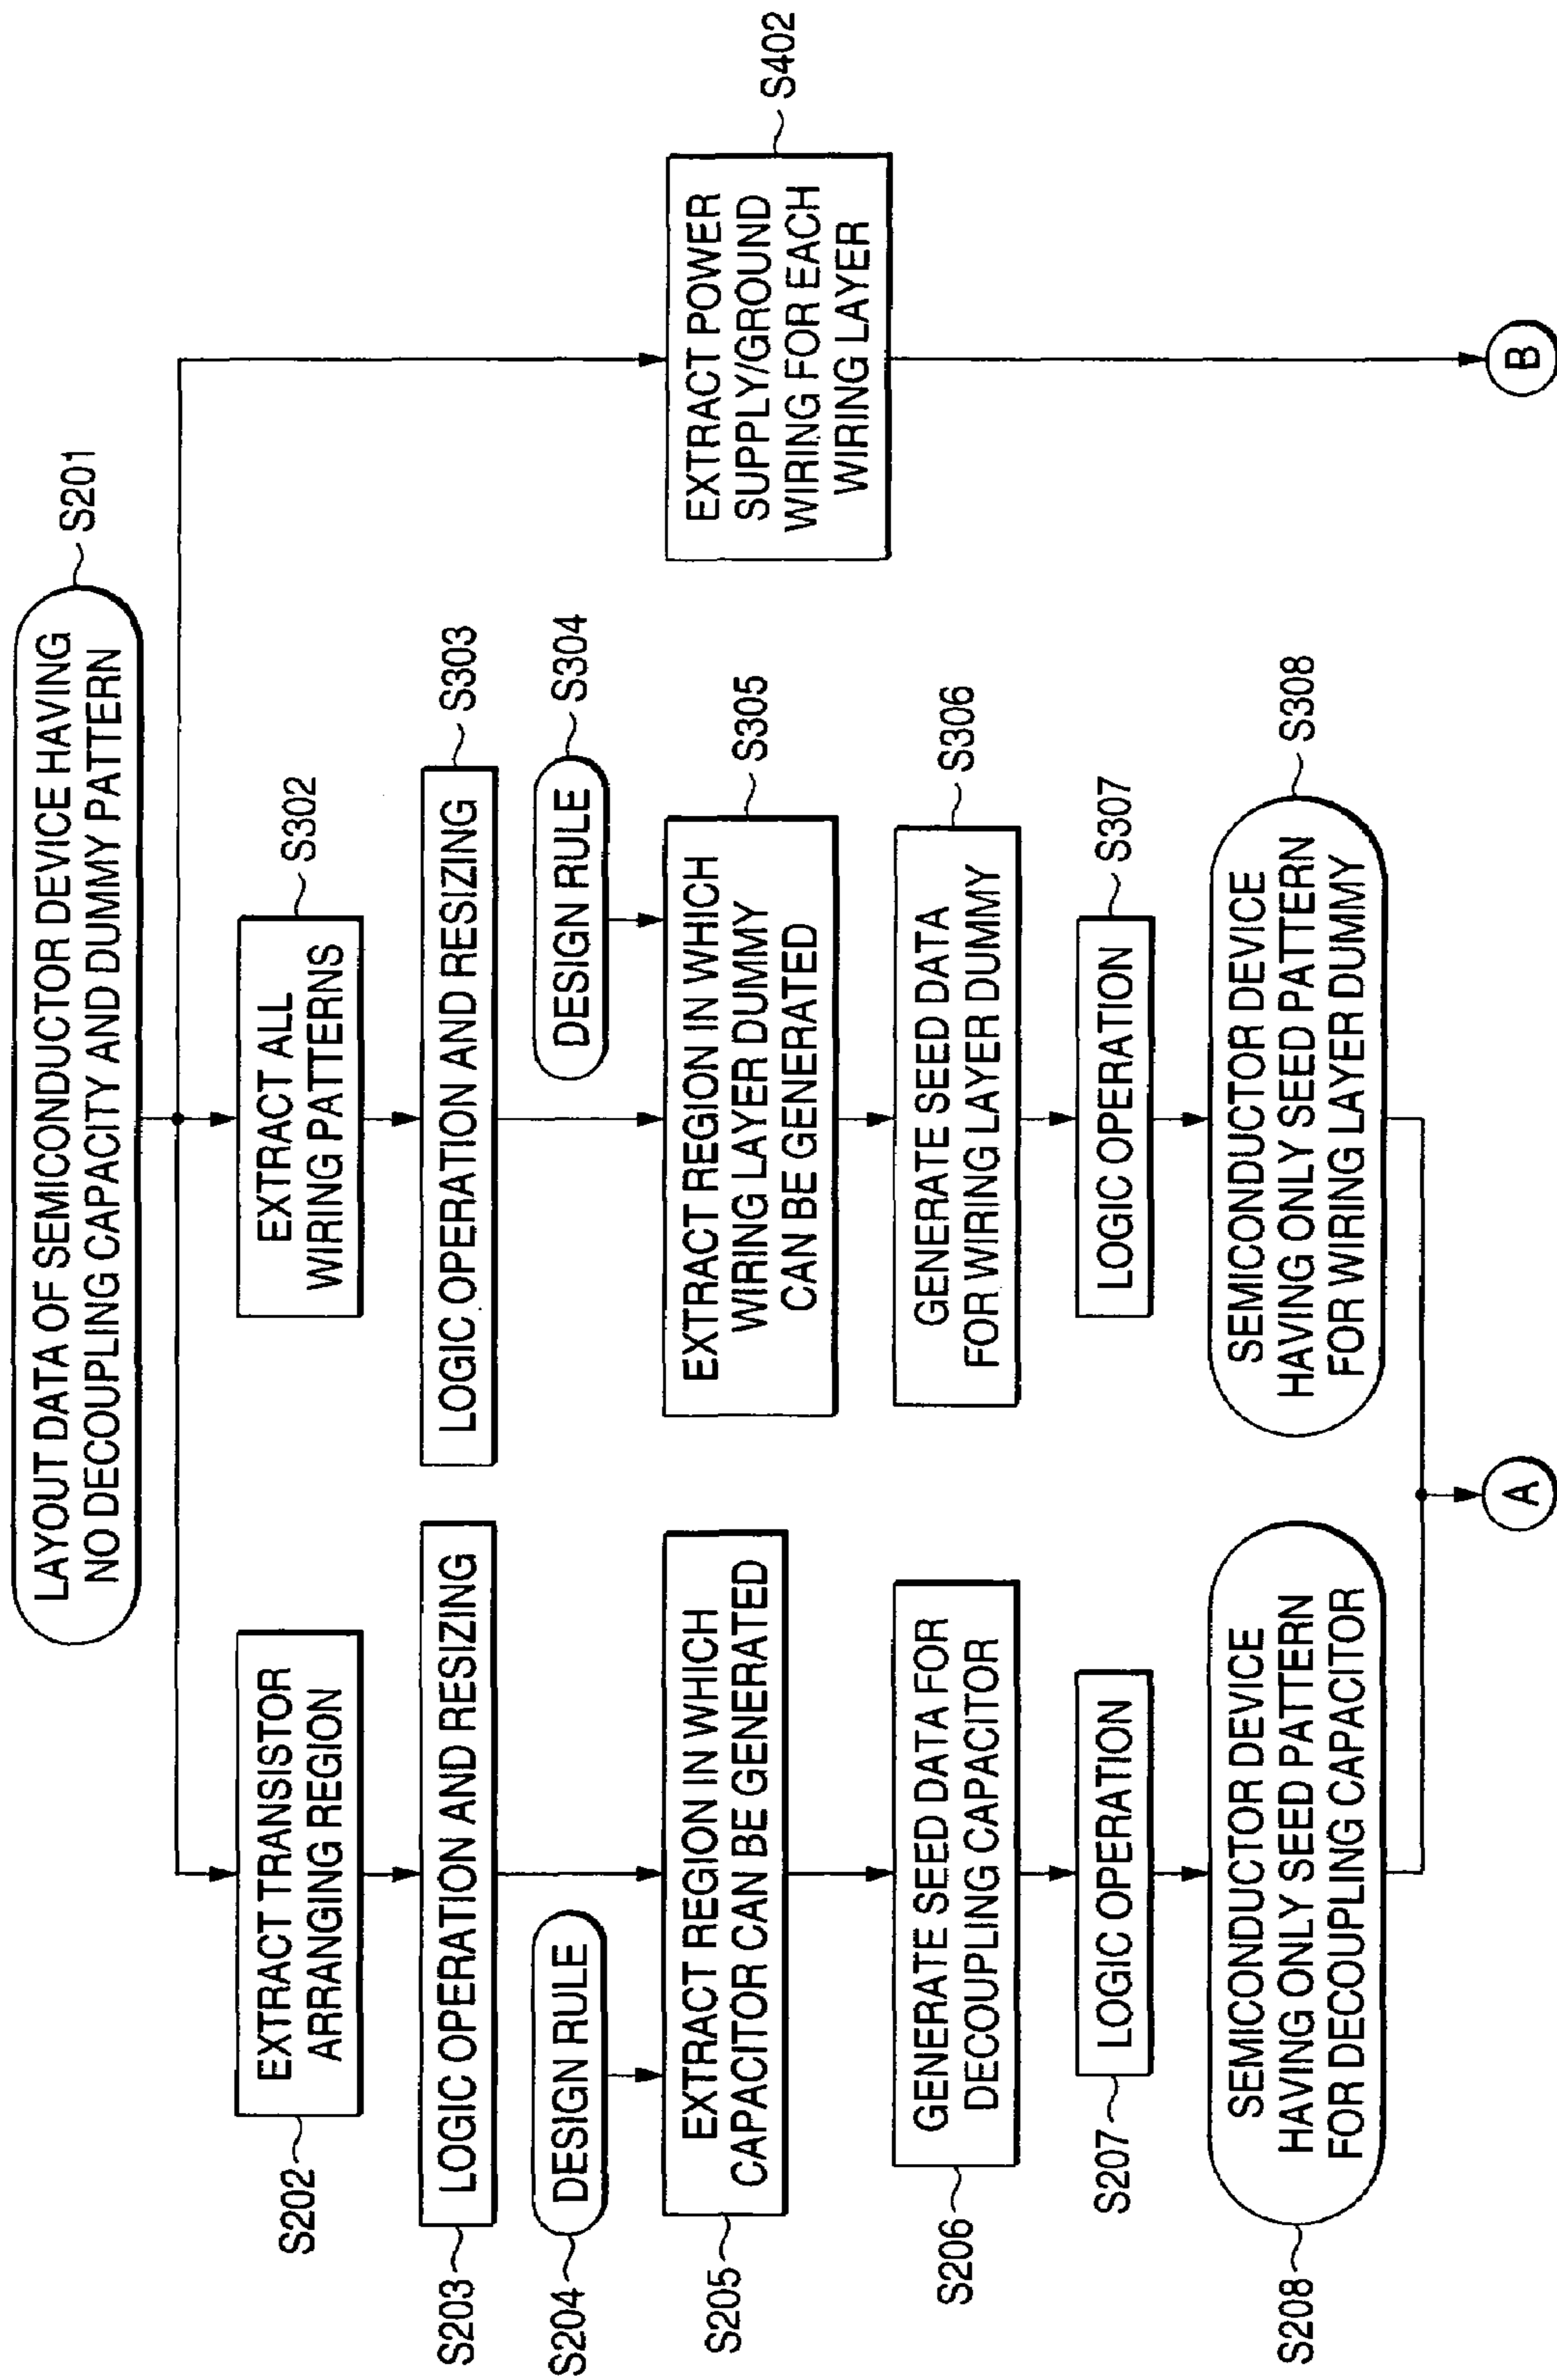 LAYOUT DATA OF SEMICONDUCTOR DEVICE HAVING
NO DECOUPLING CAPACITY AND DUMMY PATTERN
S201
EXTRACT TRANSISTOR
ARRANGING REGION
S202
LOGIC OPERATION AND RESIZING
S203
DESIGN RULE
S204
EXTRACT REGION IN WHICH
CAPACITOR CAN BE GENERATED
S205
GENERATE SEED DATA FOR
DECOUPLING CAPACITOR
S206
LOGIC OPERATION
S207
SEMICONDUCTOR DEVICE
HAVING ONLY SEED PATTERN
FOR DECOUPLING CAPACITOR
S208
EXTRACT ALL
WIRING PATTERNS
S302
LOGIC OPERATION AND RESIZING
S303
DESIGN RULE
S304
EXTRACT REGION IN WHICH
WIRING LAYER DUMMY
CAN BE GENERATED
S305
GENERATE SEED DATA
FOR WIRING LAYER DUMMY
S306
LOGIC OPERATION
S307
SEMICONDUCTOR DEVICE
HAVING ONLY SEED PATTERN
FOR WIRING LAYER DUMMY
S308
A
EXTRACT POWER
SUPPLY/GROUND
WIRING FOR EACH
WIRING LAYER
S402
B